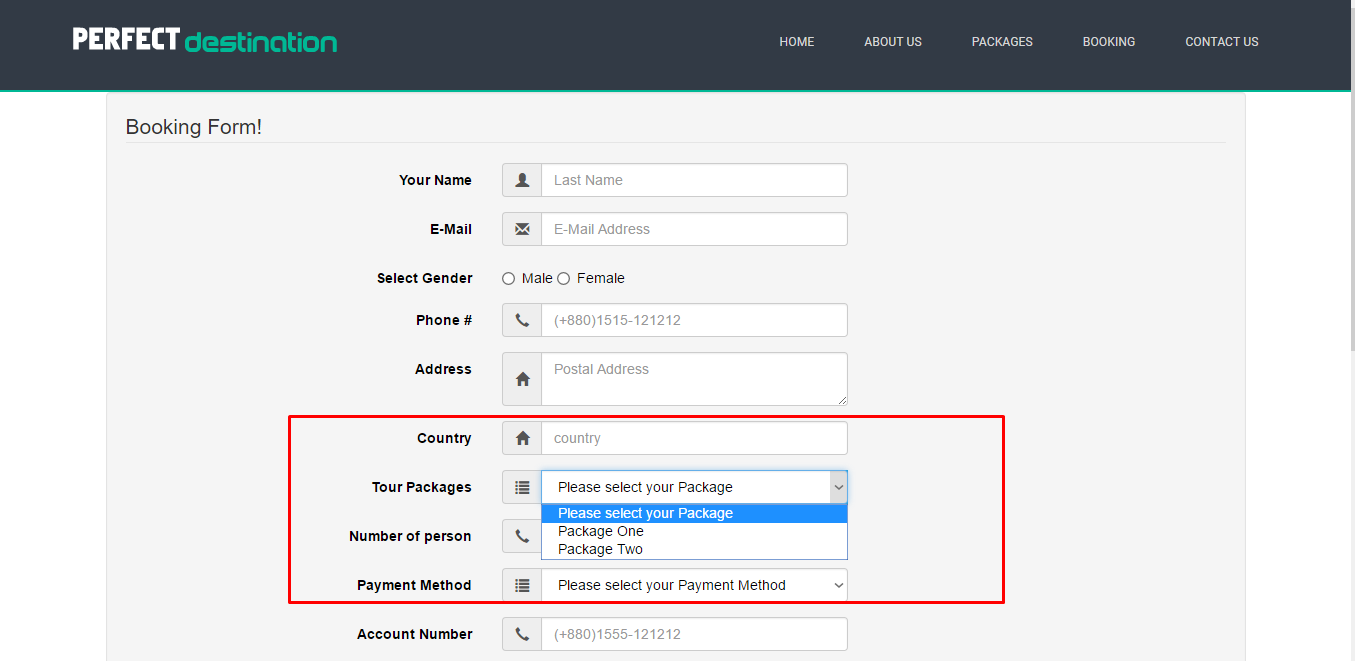 PERFECT destination
HOME ABOUT US PACKAGES BOOKING CONTACT US
Booking Form!
Your Name Last Name
E-Mail E-Mail Address
Select Gender Male Female
Phone # (+880)1515-121212
Address Postal Address
Country country
Tour Packages Please select your Package
Please select your Package
Package One
Number of person
Package Two
Payment Method Please select your Payment Method
Account Number (+880)1555-121212